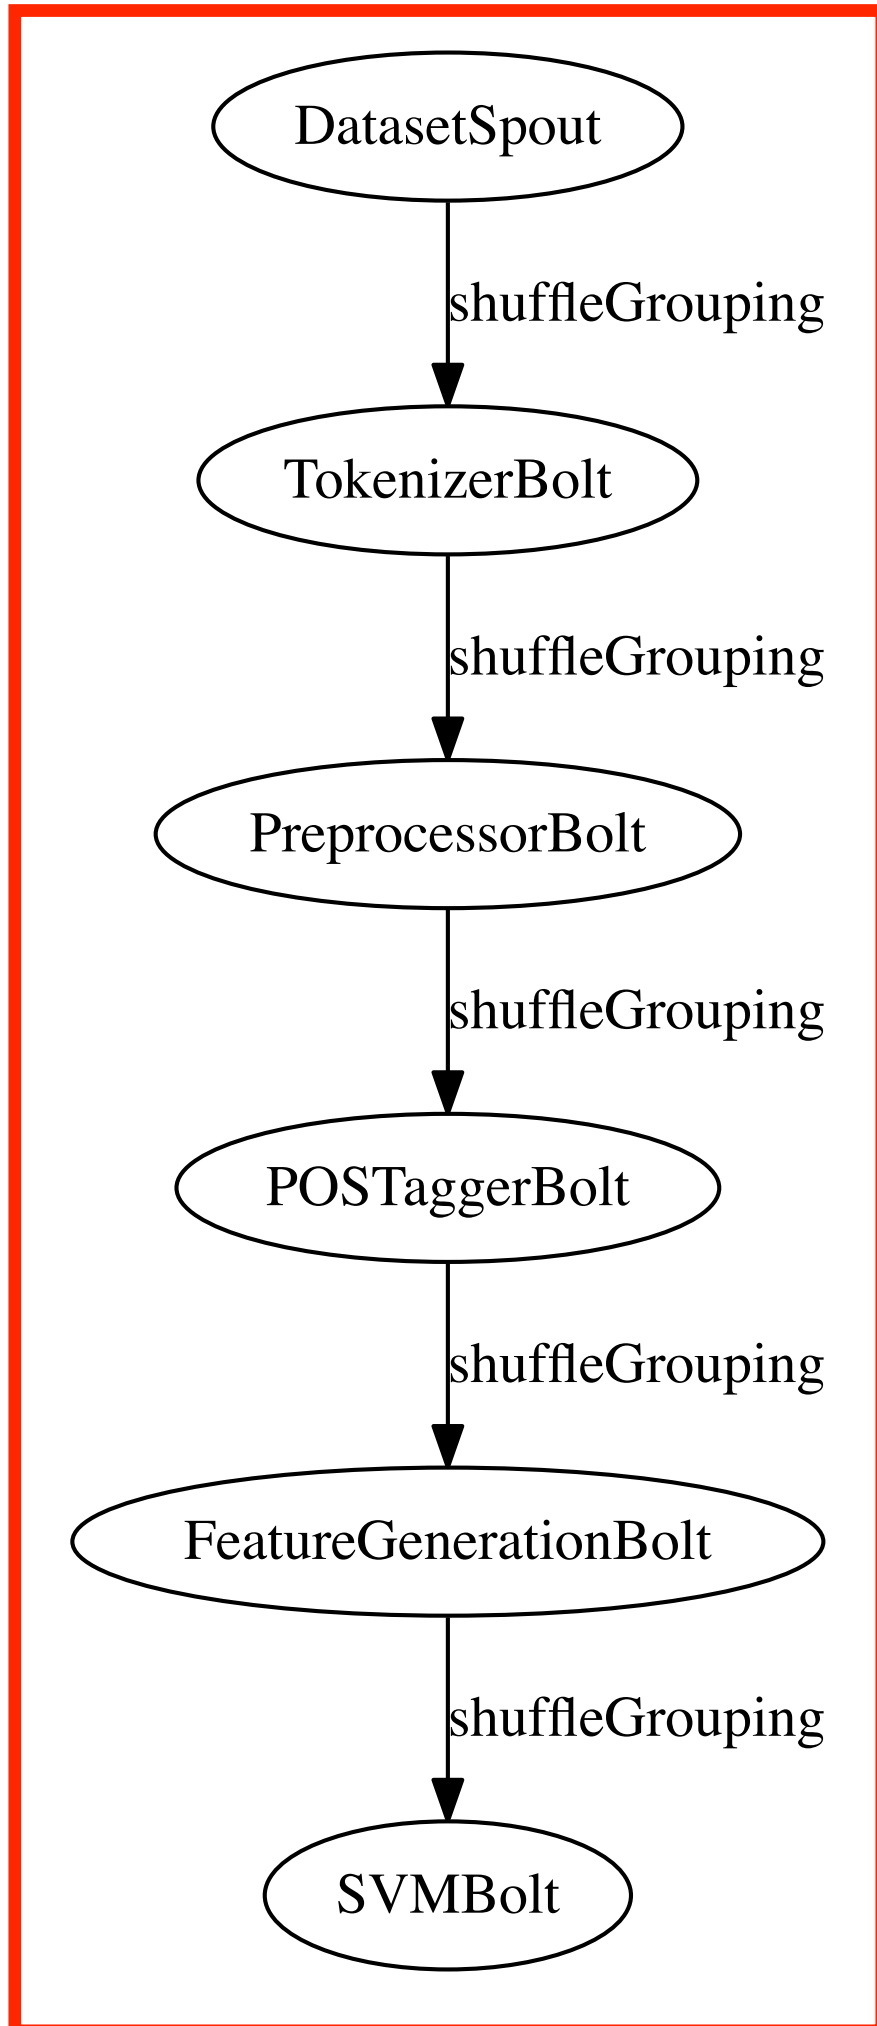 DatasetSpout
shuffleGrouping
TokenizerBolt
shuffleGrouping
PreprocessorBolt
shuffleGrouping
POSTaggerBolt
shuffleGrouping
FeatureGenerationBolt
shuffleGrouping
SVMBolt